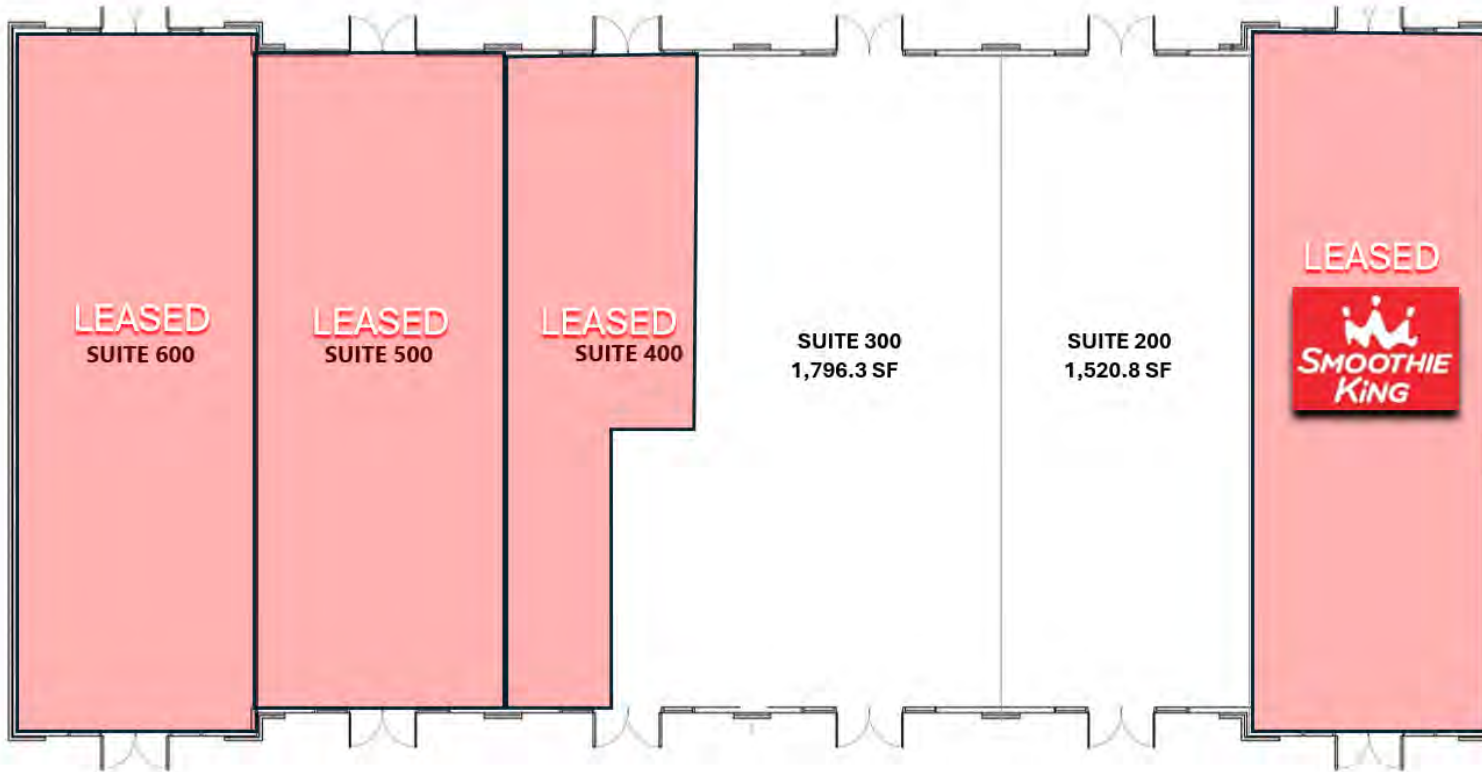 LEASED
SUITE 600
LEASED
SUITE 500
LEASED
SUITE 400
SUITE 300
1,796.3 SF
SUITE 200
1,520.8 SF
LEASED
SMOOTHIE
KiNG